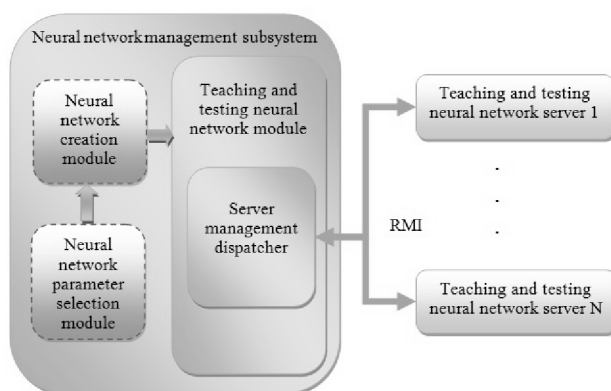 Neural network management subsystem
Neural
network
creation
module
Teaching and
testing neural
network module
Neural
network
parameter
selection
module
Server
management
dispatcher
RMI
Teaching and testing
neural network server 1
.
.
.
Teaching and testing
neural network server N